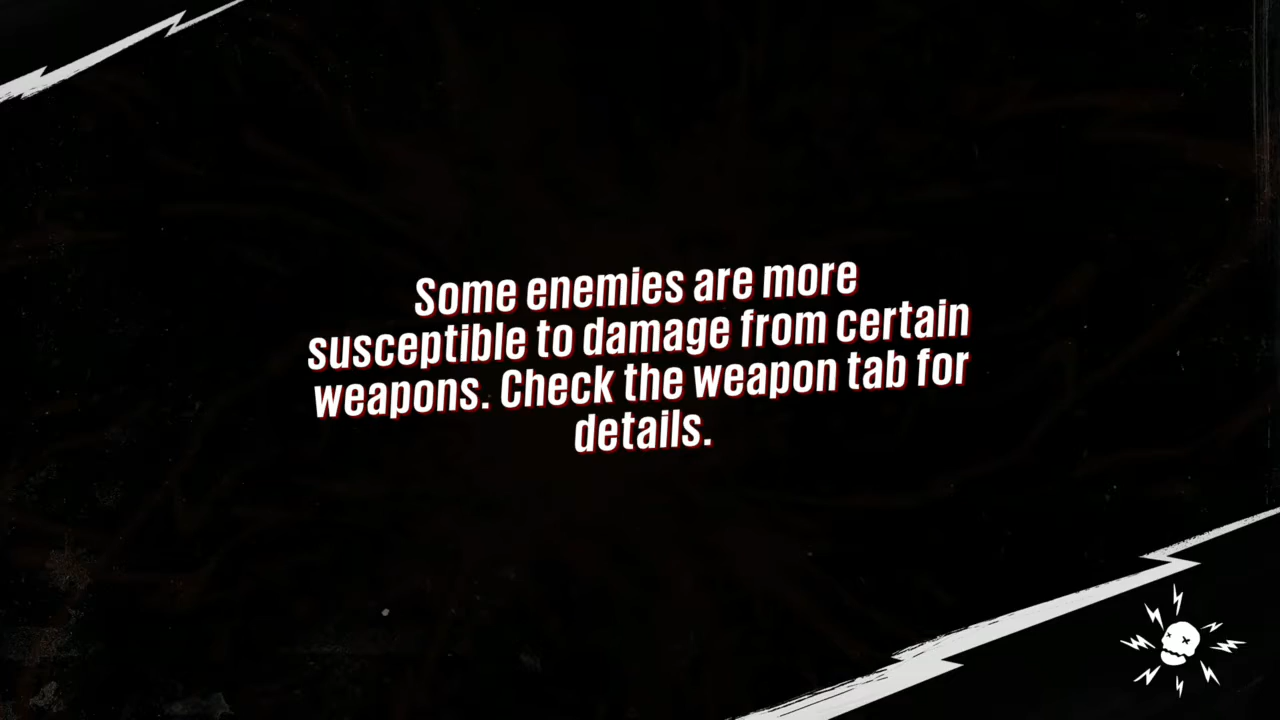 Some enemies are more
susceptible to damage from certain
weapons. Check the weapon tab for
details.